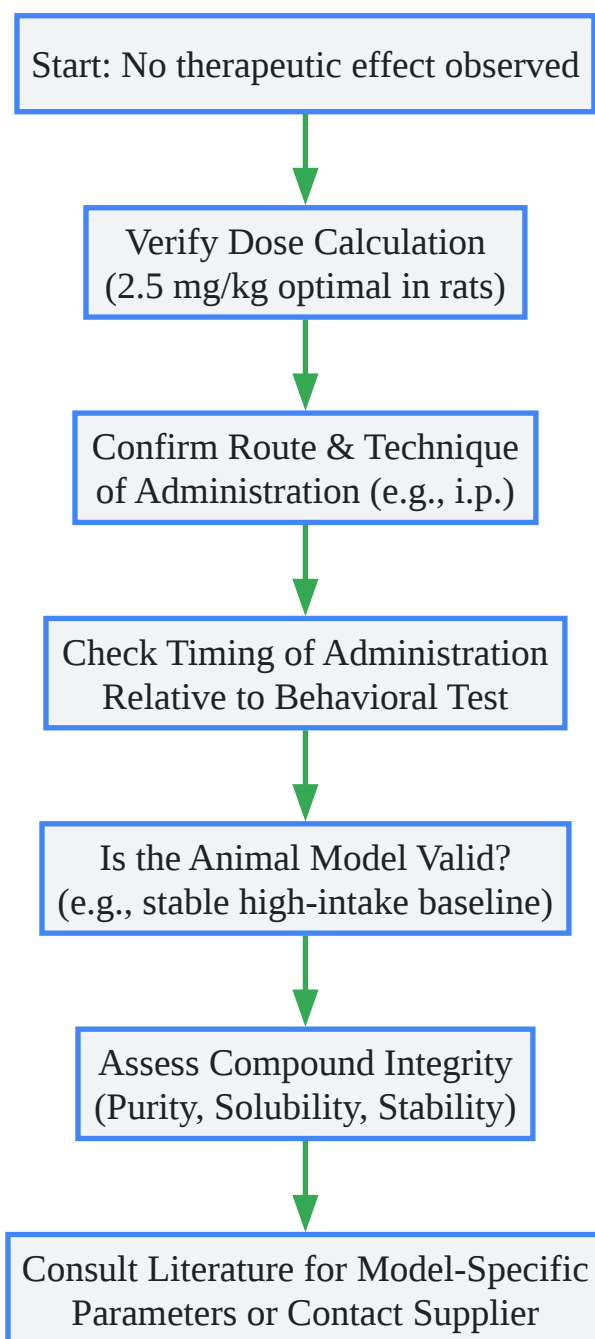 Start: No therapeutic effect observed
Verify Dose Calculation
(2.5 mg/kg optimal in rats)
Confirm Route & Technique
of Administration (e.g., i.p.)
Check Timing of Administration
Relative to Behavioral Test
Is the Animal Model Valid?
(e.g., stable high-intake baseline)
Assess Compound Integrity
(Purity, Solubility, Stability)
Consult Literature for Model-Specific
Parameters or Contact Supplier